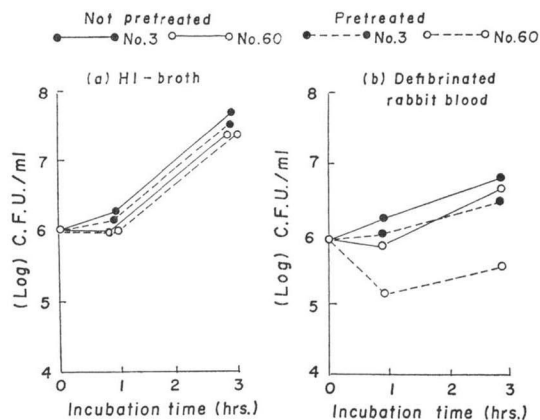 Not pretreated Pretreated
No.3 No.60 No.3 No.60
(a) HI-broth (b) Defibrinated
rabbit blood
8 8
7 7
6 6
5 5
4 4
(Log) C.F.U./ml (Log) C.F.U./ml
0 1 2 3 0 1 2 3
Incubation time (hrs.) Incubation time (hrs.)